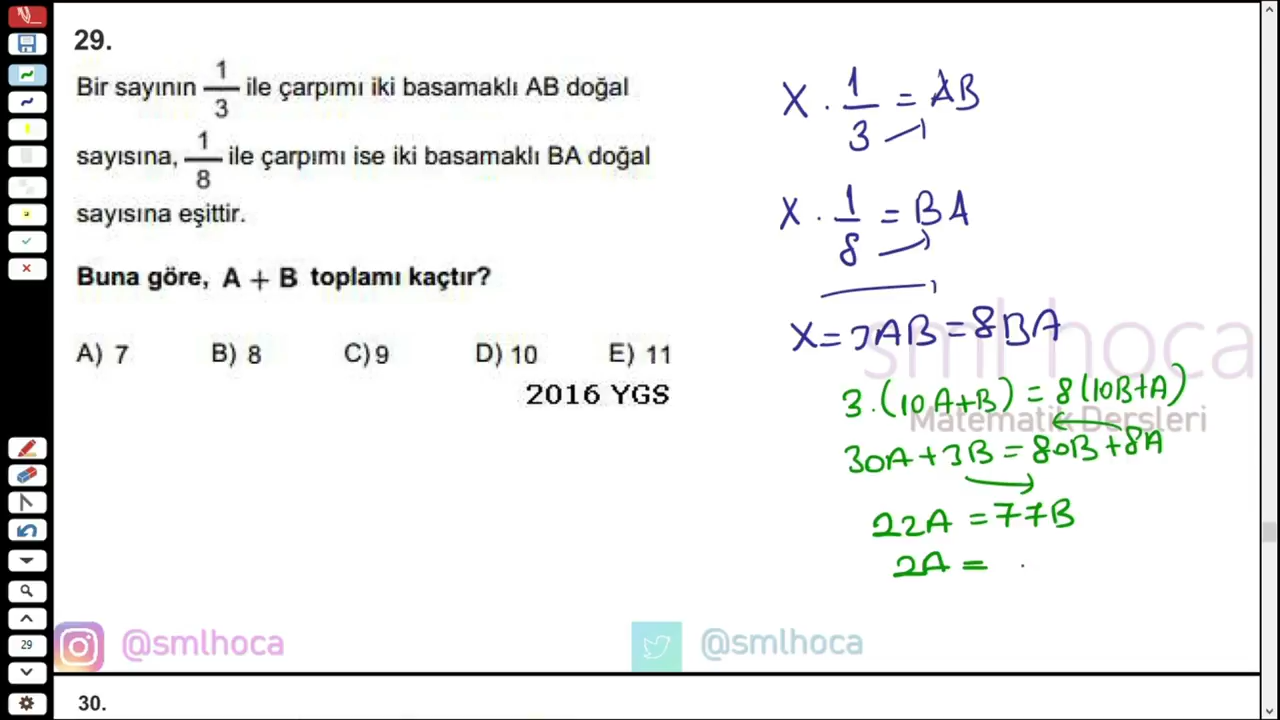 29.
Bir sayının 1/3 ile çarpımı iki basamaklı AB doğal
sayısına, 1/8 ile çarpımı ise iki basamaklı BA doğal
sayısına eşittir.
Buna göre, A + B toplamı kaçtır?
A) 7 B) 8 C) 9 D) 10 E) 11
2016 YGS
X . 1/3 = AB
X . 1/8 = BA
X = 3AB = 8BA
3.(10A+B) = 8(10B+A)
30A+3B = 80B+8A
22A = 77B
2A =
smlhoca
Matematik Dersleri
@smlhoca @smlhoca
29
30.